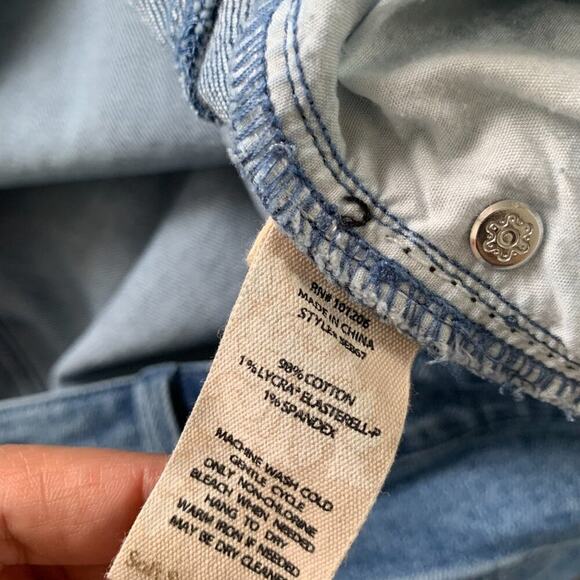 RN# 101206
MADE IN CHINA
98% COTTON
1% LYCRA® ELASTERELL-P
1% SPANDEX
MACHINE WASH COLD
GENTLE CYCLE
ONLY NON-CHLORINE
BLEACH WHEN NEEDED
HANG TO DRY
WARM IRON IF NEEDED
MAY BE DRY CLEANED